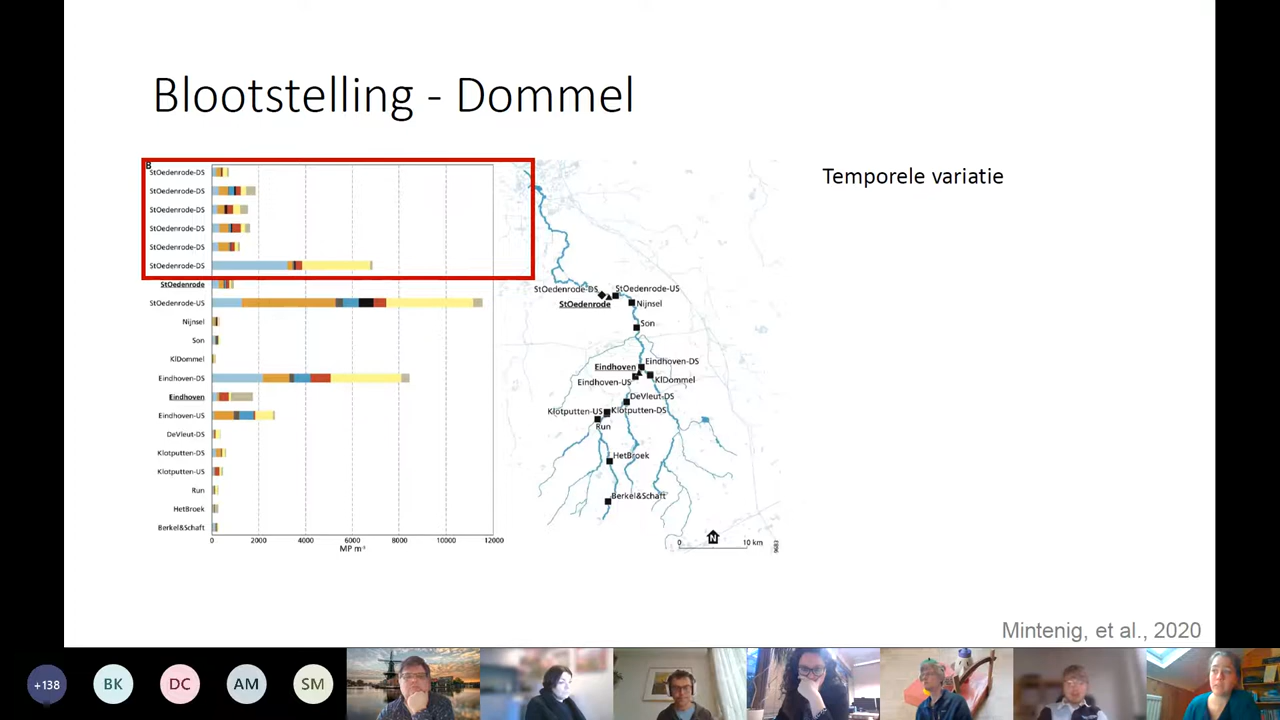 Blootstelling - Dommel
B
StOedenrode-DS
StOedenrode-DS
StOedenrode-DS
StOedenrode-DS
StOedenrode-DS
StOedenrode-DS
StOedenrode
StOedenrode-US
Nijnsel
Son
KlDommel
Eindhoven-DS
Eindhoven
Eindhoven-US
DeVleut-DS
Klotputten-DS
Klotputten-US
Run
HetBroek
Berkel&Schaft
0 2000 4000 6000 8000 10000 12000
MP m⁻³
StOedenrode-DS StOedenrode-US
StOedenrode Nijnsel
Son
Eindhoven Eindhoven-DS
Eindhoven-US KlDommel
DeVleut-DS
Klotputten-US Klotputten-DS
Run
HetBroek
Berkel&Schaft
N
0 10 km
9683
Temporele variatie
Mintenig, et al., 2020
+138 BK DC AM SM